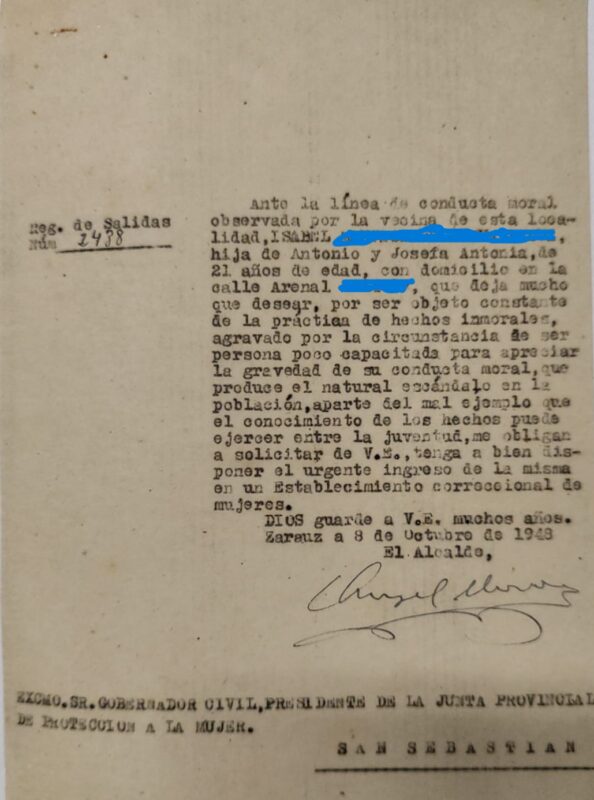 Reg. de Salidas
Núm 2438
Ante la línea de conducta moral
observada por la vecina de esta loca-
lidad, ISABEL
hija de Antonio y Josefa Antonia, de
21 años de edad, con domicilio en la
calle Arenal , que deja mucho
que desear, por ser objeto constante
de la práctica de hechos inmorales,
agravado por la circunstancia de ser
persona poco capacitada para apreciar
la gravedad de su conducta moral, que
produce el natural escándalo en la
población, aparte del mal ejemplo que
el conocimiento de los hechos puede
ejercer entre la juventud, me obligan
a solicitar de V.E., tenga a bien dis-
poner el urgente ingreso de la misma
en un Establecimiento correccional de
mujeres.
DIOS guarde a V.E. muchos años.
Zarauz a 8 de Octubre de 1948
El Alcalde,
EXCMO. SR. GOBERNADOR CIVIL, PRESIDENTE DE LA JUNTA PROVINCIAL
DE PROTECCION A LA MUJER.
SAN SEBASTIAN